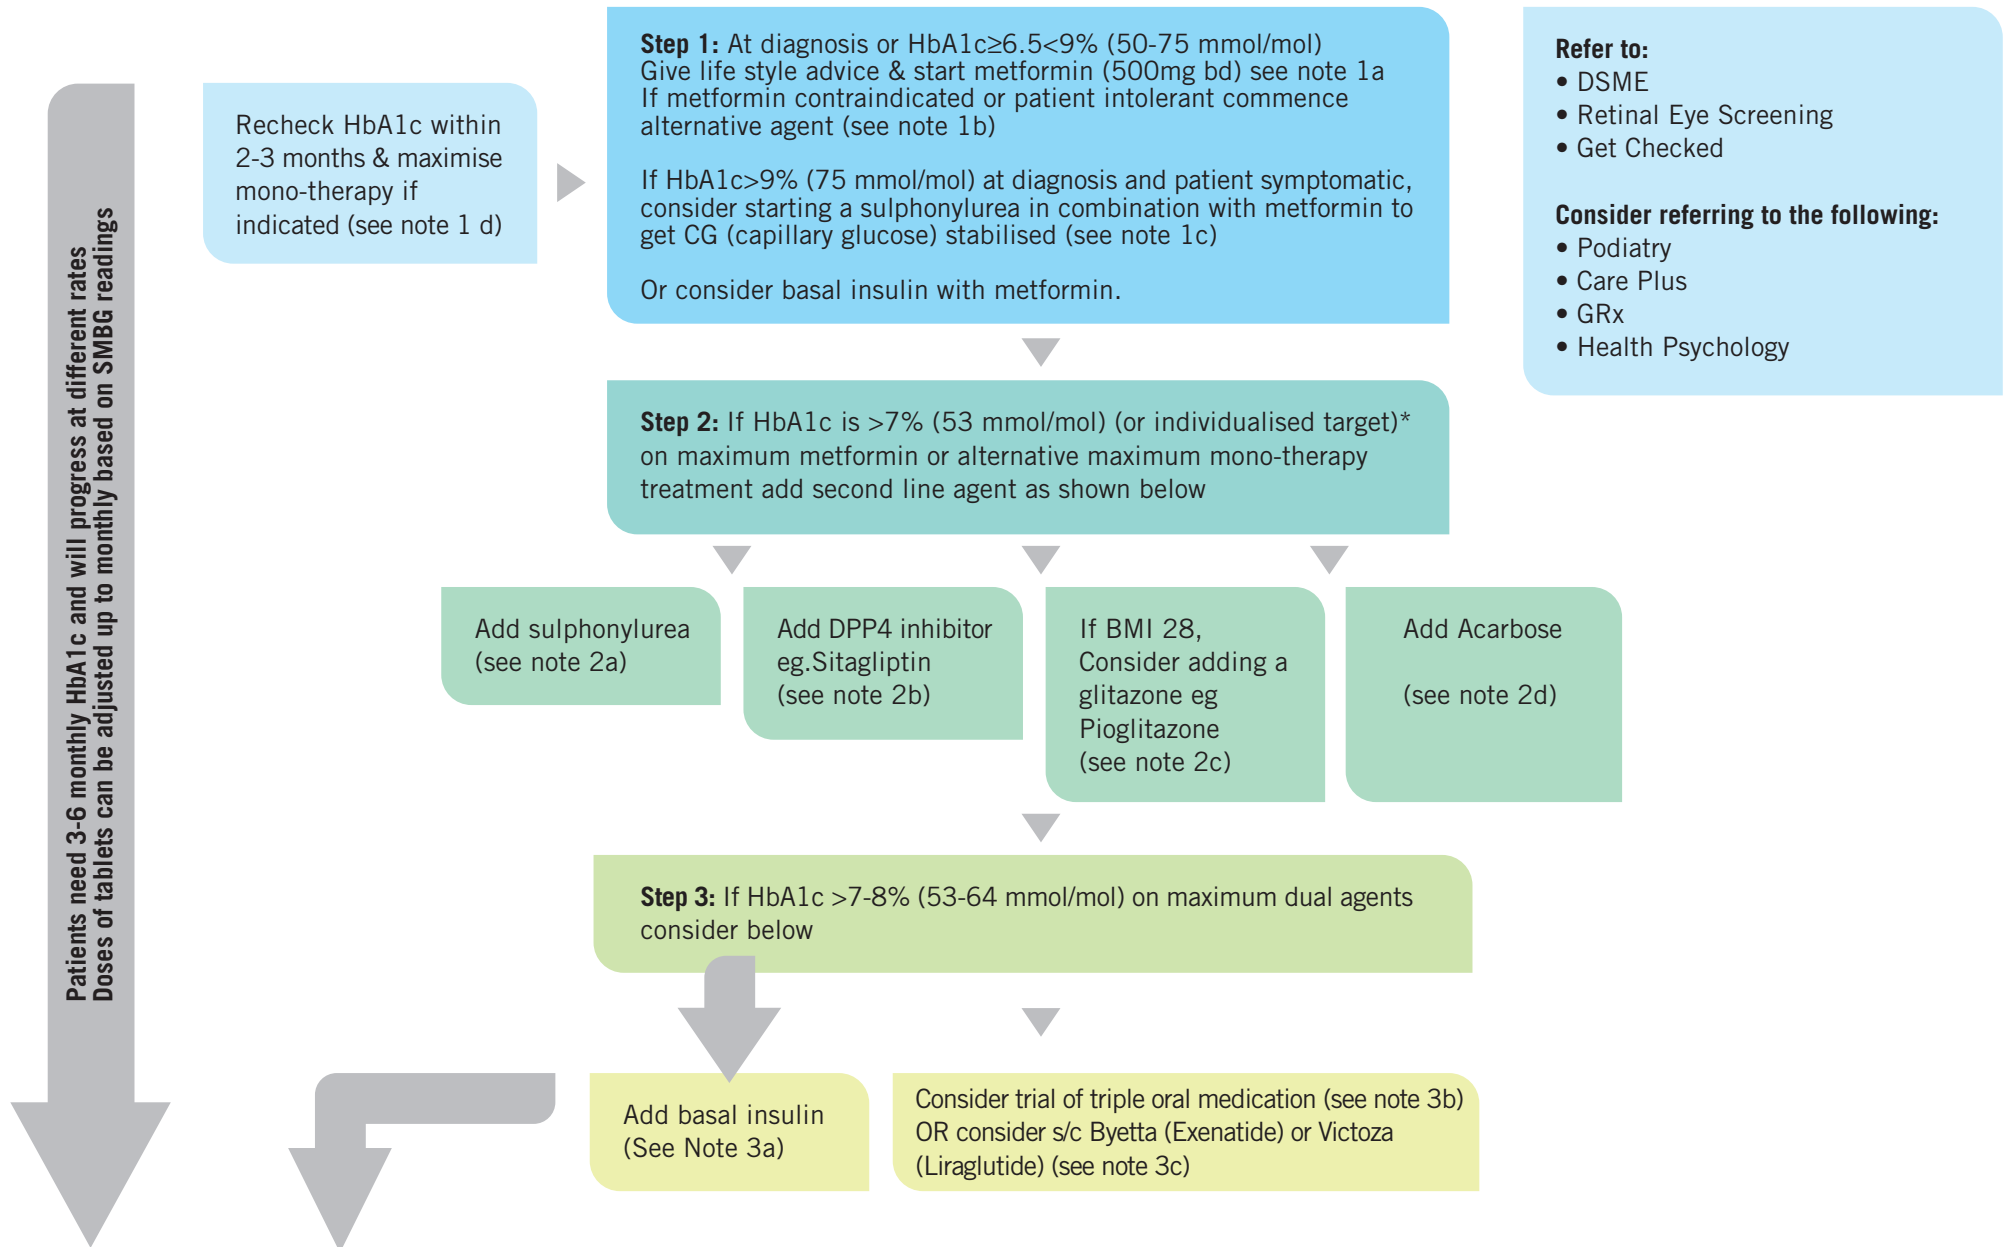 Patients need 3-6 monthly HbA1c and will progress at different rates
Doses of tablets can be adjusted up to monthly based on SMBG readings
Recheck HbA1c within
2-3 months & maximise
mono-therapy if
indicated (see note 1 d)
Step 1: At diagnosis or HbA1c≥6.5<9% (50-75 mmol/mol)
Give life style advice & start metformin (500mg bd) see note 1a
If metformin contraindicated or patient intolerant commence
alternative agent (see note 1b)
If HbA1c>9% (75 mmol/mol) at diagnosis and patient symptomatic,
consider starting a sulphonylurea in combination with metformin to
get CG (capillary glucose) stabilised (see note 1c)
Or consider basal insulin with metformin.
Refer to:
• DSME
• Retinal Eye Screening
• Get Checked
Consider referring to the following:
• Podiatry
• Care Plus
• GRx
• Health Psychology
Step 2: If HbA1c is >7% (53 mmol/mol) (or individualised target)*
on maximum metformin or alternative maximum mono-therapy
treatment add second line agent as shown below
Add sulphonylurea
(see note 2a)
Add DPP4 inhibitor
eg.Sitagliptin
(see note 2b)
If BMI 28,
Consider adding a
glitazone eg
Pioglitazone
(see note 2c)
Add Acarbose
(see note 2d)
Step 3: If HbA1c >7-8% (53-64 mmol/mol) on maximum dual agents
consider below
Add basal insulin
(See Note 3a)
Consider trial of triple oral medication (see note 3b)
OR consider s/c Byetta (Exenatide) or Victoza
(Liraglutide) (see note 3c)